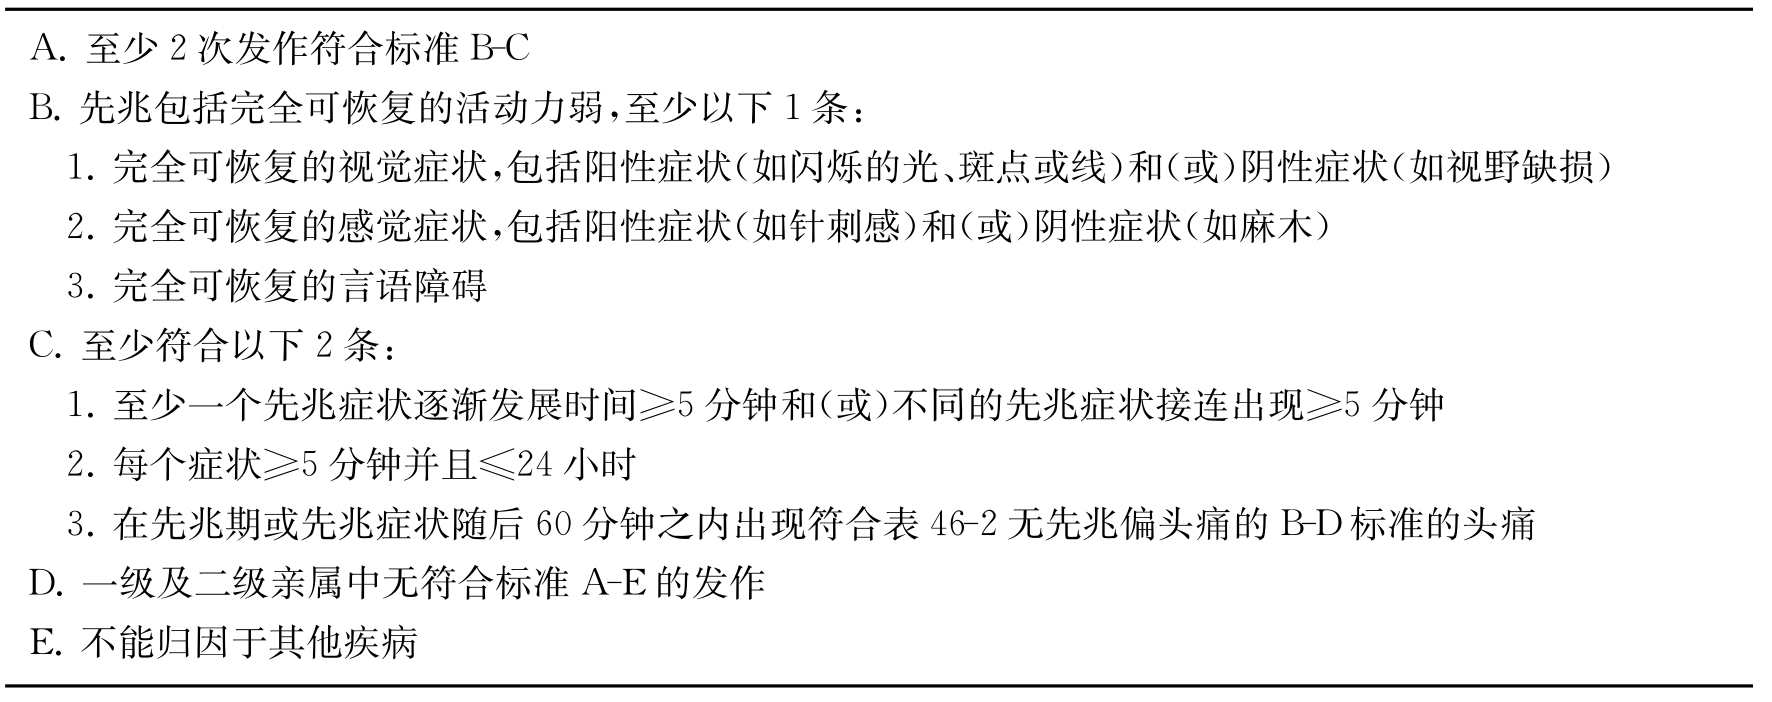 A. 至少 2 次发作符合标准 B-C
B. 先兆包括完全可恢复的活动力弱,至少以下 1 条:
1. 完全可恢复的视觉症状,包括阳性症状(如闪烁的光、斑点或线)和(或)阴性症状(如视野缺损)
2. 完全可恢复的感觉症状,包括阳性症状(如针刺感)和(或)阴性症状(如麻木)
3. 完全可恢复的言语障碍
C. 至少符合以下 2 条:
1. 至少一个先兆症状逐渐发展时间≥5 分钟和(或)不同的先兆症状接连出现≥5 分钟
2. 每个症状≥5 分钟并且≤24 小时
3. 在先兆期或先兆症状随后 60 分钟之内出现符合表 46-2 无先兆偏头痛的 B-D 标准的头痛
D. 一级及二级亲属中无符合标准 A-E 的发作
E. 不能归因于其他疾病